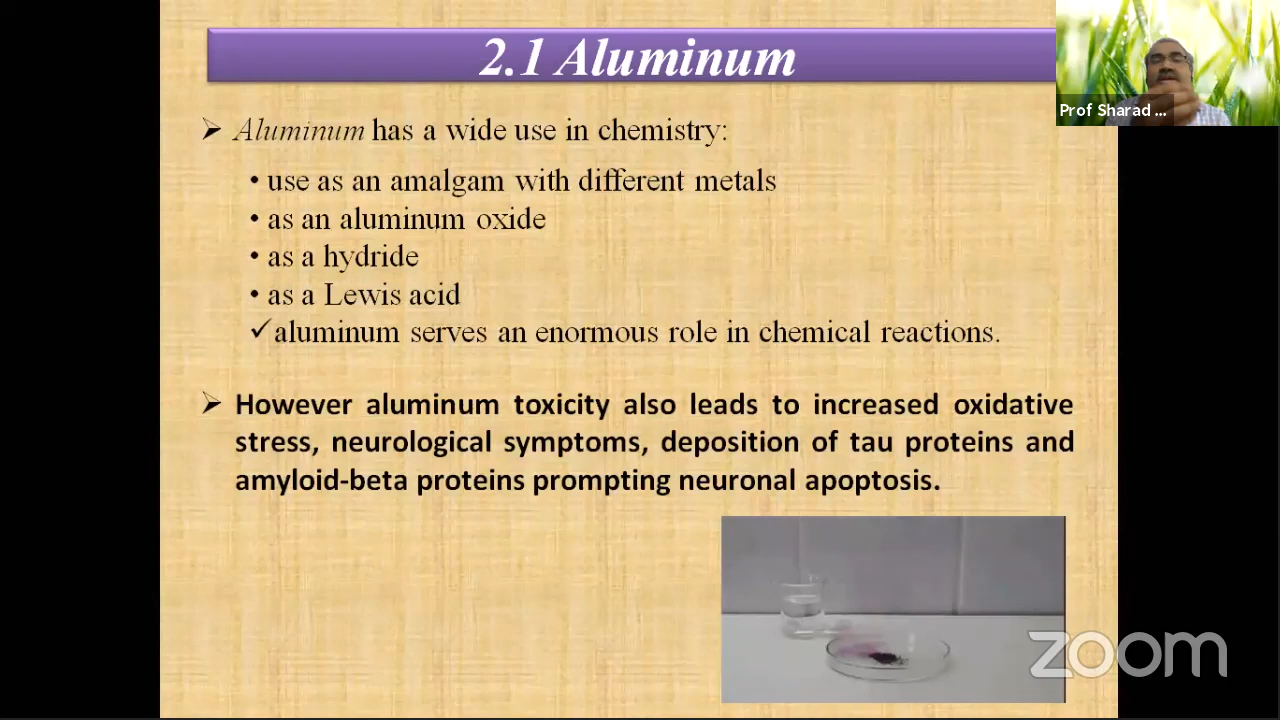 2.1 Aluminum
Prof Sharad ...
➢ Aluminum has a wide use in chemistry:
• use as an amalgam with different metals
• as an aluminum oxide
• as a hydride
• as a Lewis acid
✓aluminum serves an enormous role in chemical reactions.
➢ However aluminum toxicity also leads to increased oxidative
stress, neurological symptoms, deposition of tau proteins and
amyloid-beta proteins prompting neuronal apoptosis.
zoom